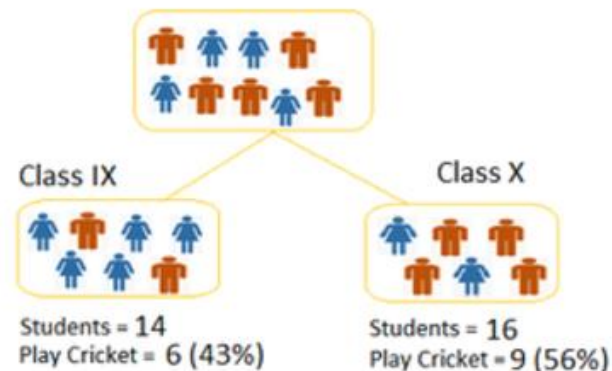 Class IX
Class X
Students = 14
Play Cricket = 6 (43%)
Students = 16
Play Cricket = 9 (56%)